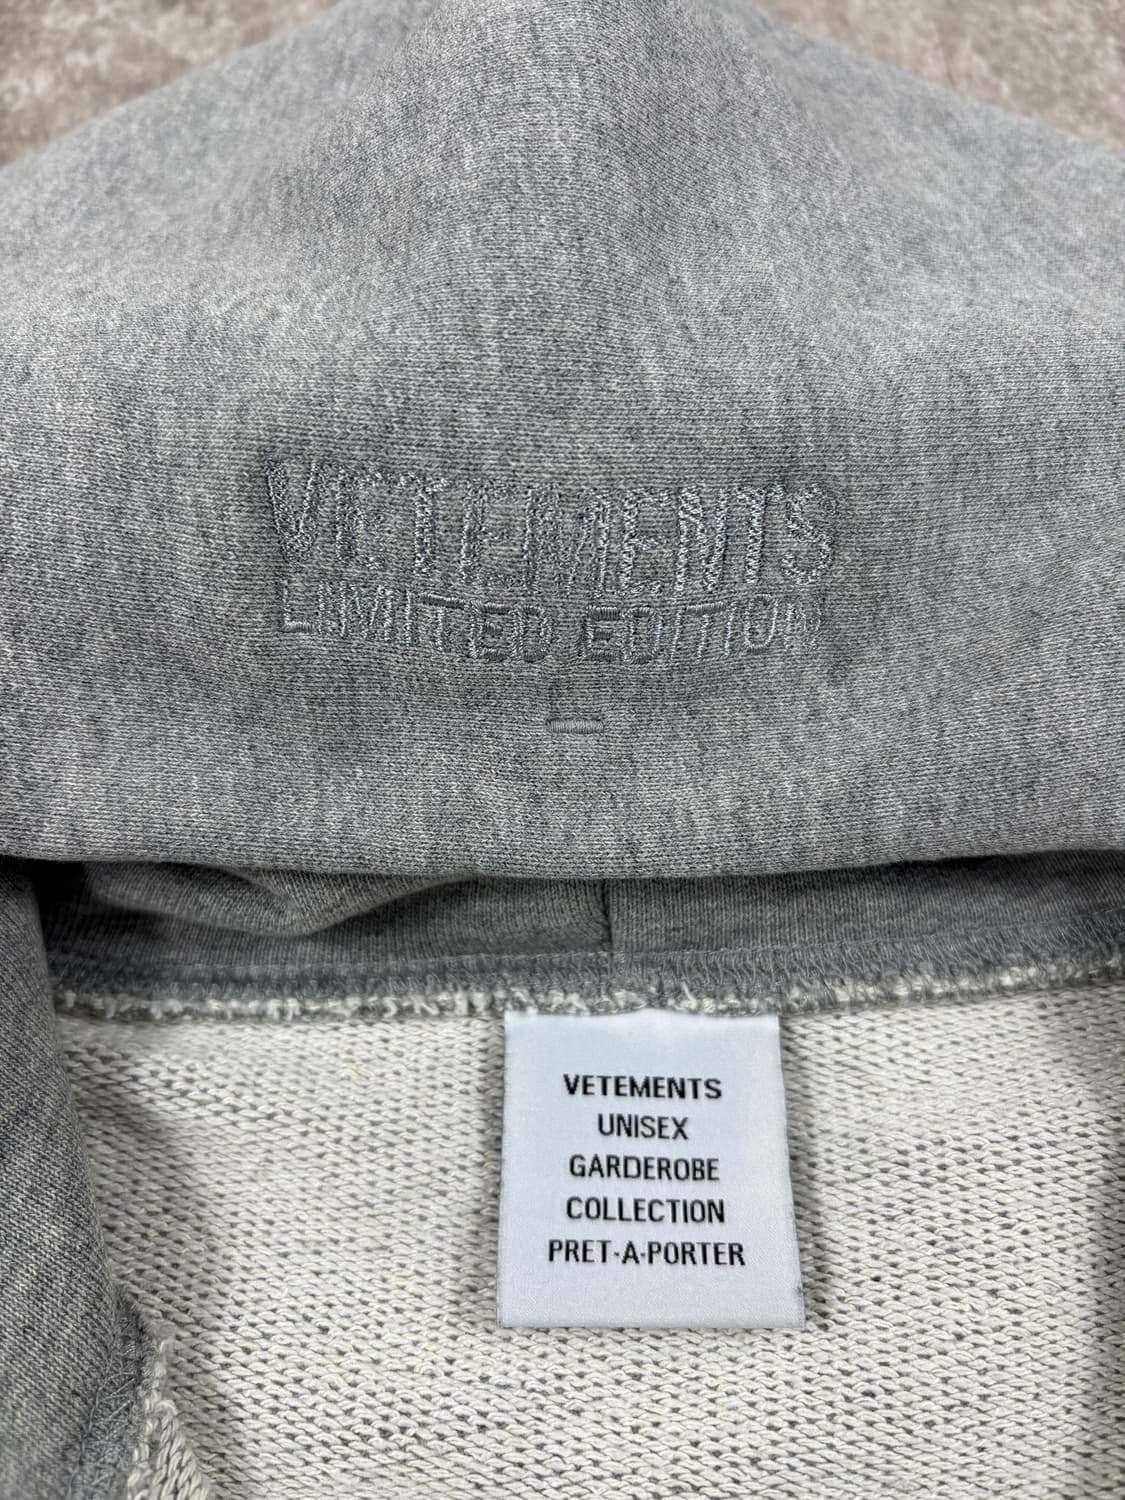 VETEMENTS
LIMITED EDITION
VETEMENTS
UNISEX
GARDEROBE
COLLECTION
PRET-A-PORTER